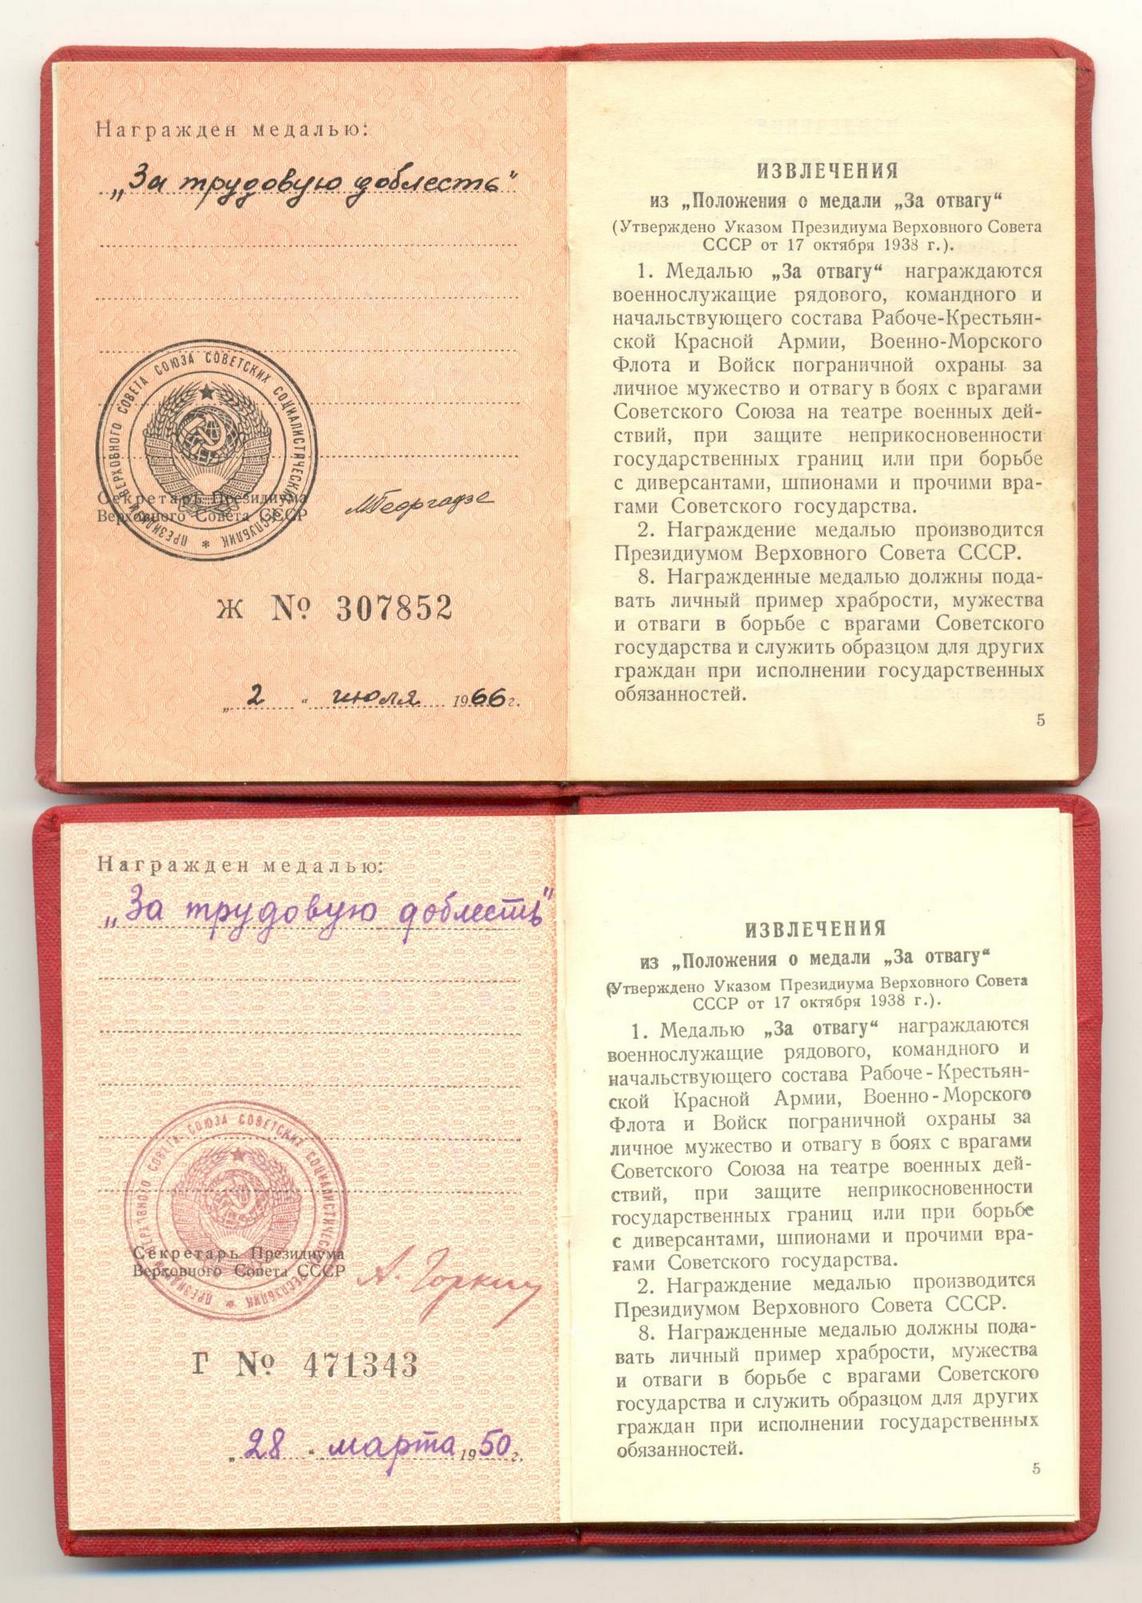 Награжден медалью:
„За трудовую доблесть“
ПРЕЗИДИУМ ВЕРХОВНОГО СОВЕТА СОЮЗА СОВЕТСКИХ СОЦИАЛИСТИЧЕСКИХ РЕСПУБЛИК *
Секретарь Президиума
Верховного Совета СССР
МГеоргадзе
Ж № 307852
„2“ июля 1966 г.
ИЗВЛЕЧЕНИЯ
из „Положения о медали „За отвагу“
(Утверждено Указом Президиума Верховного Совета
СССР от 17 октября 1938 г.).
1. Медалью „За отвагу“ награждаются
военнослужащие рядового, командного и
начальствующего состава Рабоче-Крестьян-
ской Красной Армии, Военно-Морского
Флота и Войск пограничной охраны за
личное мужество и отвагу в боях с врагами
Советского Союза на театре военных дей-
ствий, при защите неприкосновенности
государственных границ или при борьбе
с диверсантами, шпионами и прочими вра-
гами Советского государства.
2. Награждение медалью производится
Президиумом Верховного Совета СССР.
8. Награжденные медалью должны пода-
вать личный пример храбрости, мужества
и отваги в борьбе с врагами Советского
государства и служить образцом для других
граждан при исполнении государственных
обязанностей.
5
Награжден медалью:
„За трудовую доблесть“
ПРЕЗИДИУМ ВЕРХОВНОГО СОВЕТА СОЮЗА СОВЕТСКИХ СОЦИАЛИСТИЧЕСКИХ РЕСПУБЛИК *
Секретарь Президиума
Верховного Совета СССР
А. Горкин
Г № 471343
„28“ марта 1950 г.
ИЗВЛЕЧЕНИЯ
из „Положения о медали „За отвагу“
(Утверждено Указом Президиума Верховного Совета
СССР от 17 октября 1938 г.).
1. Медалью „За отвагу“ награждаются
военнослужащие рядового, командного и
начальствующего состава Рабоче-Крестьян-
ской Красной Армии, Военно-Морского
Флота и Войск пограничной охраны за
личное мужество и отвагу в боях с врагами
Советского Союза на театре военных дей-
ствий, при защите неприкосновенности
государственных границ или при борьбе
с диверсантами, шпионами и прочими вра-
гами Советского государства.
2. Награждение медалью производится
Президиумом Верховного Совета СССР.
8. Награжденные медалью должны пода-
вать личный пример храбрости, мужества
и отваги в борьбе с врагами Советского
государства и служить образцом для других
граждан при исполнении государственных
обязанностей.
5